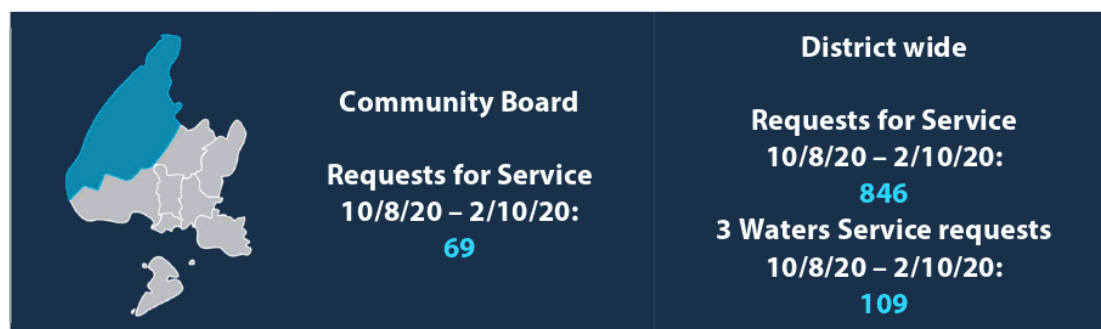 Community Board
Requests for Service
10/8/20 – 2/10/20:
69
District wide
Requests for Service
10/8/20 – 2/10/20:
846
3 Waters Service requests
10/8/20 – 2/10/20:
109